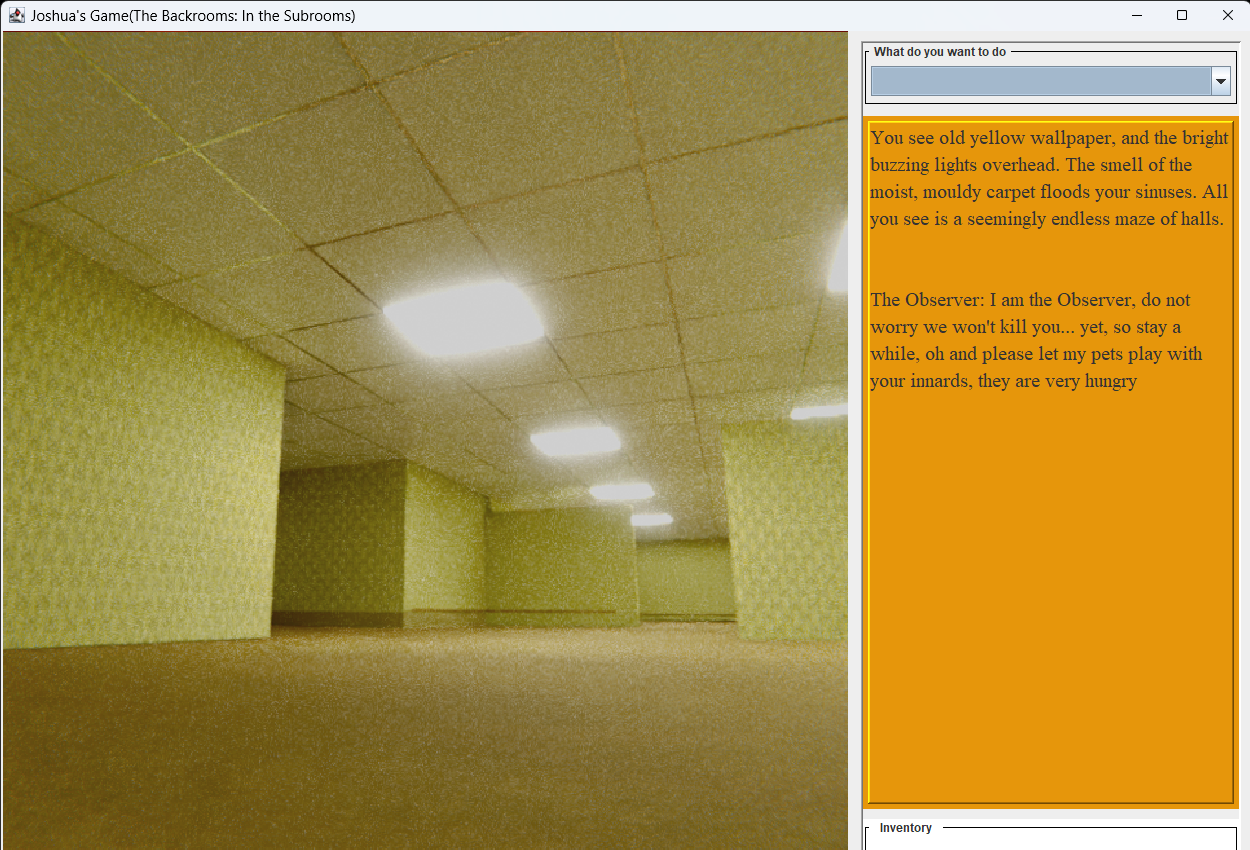 Joshua's Game(The Backrooms: In the Subrooms)
What do you want to do
You see old yellow wallpaper, and the bright
buzzing lights overhead. The smell of the
moist, mouldy carpet floods your sinuses. All
you see is a seemingly endless maze of halls.
The Observer: I am the Observer, do not
worry we won't kill you... yet, so stay a
while, oh and please let my pets play with
your innards, they are very hungry
Inventory